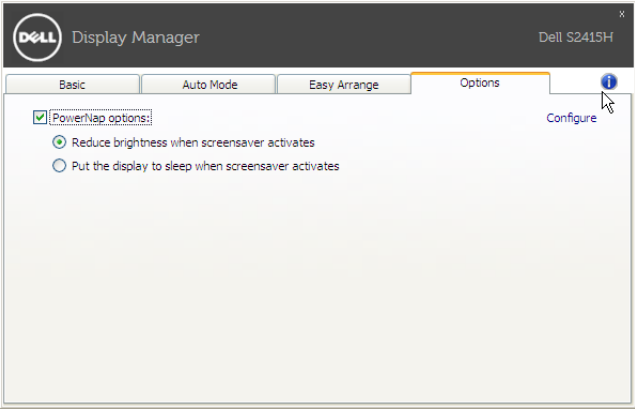 DELL Display Manager x
Dell S2415H
Basic Auto Mode Easy Arrange Options i
PowerNap options: Configure
Reduce brightness when screensaver activates
Put the display to sleep when screensaver activates